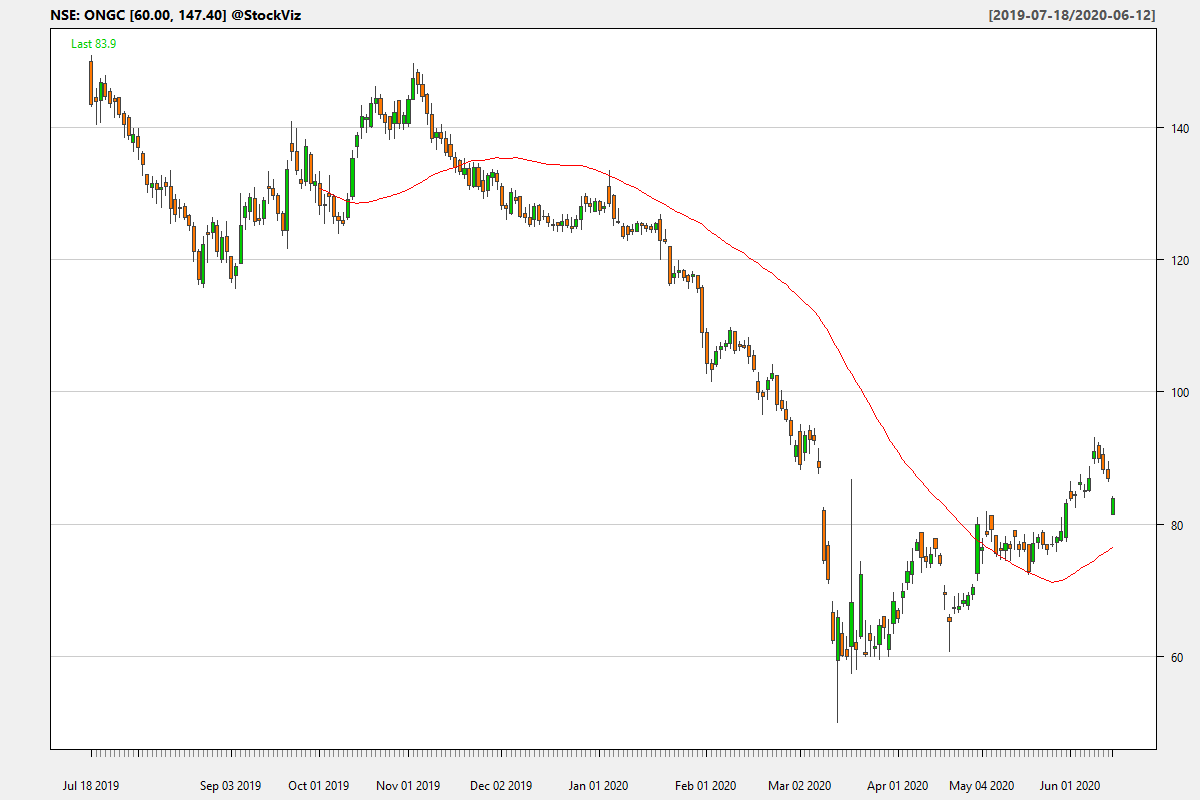 NSE: ONGC [60.00, 147.40] @StockViz
[2019-07-18/2020-06-12]
Last 83.9
140
120
100
80
60
Jul 18 2019
Sep 03 2019
Oct 01 2019
Nov 01 2019
Dec 02 2019
Jan 01 2020
Feb 01 2020
Mar 02 2020
Apr 01 2020
May 04 2020
Jun 01 2020